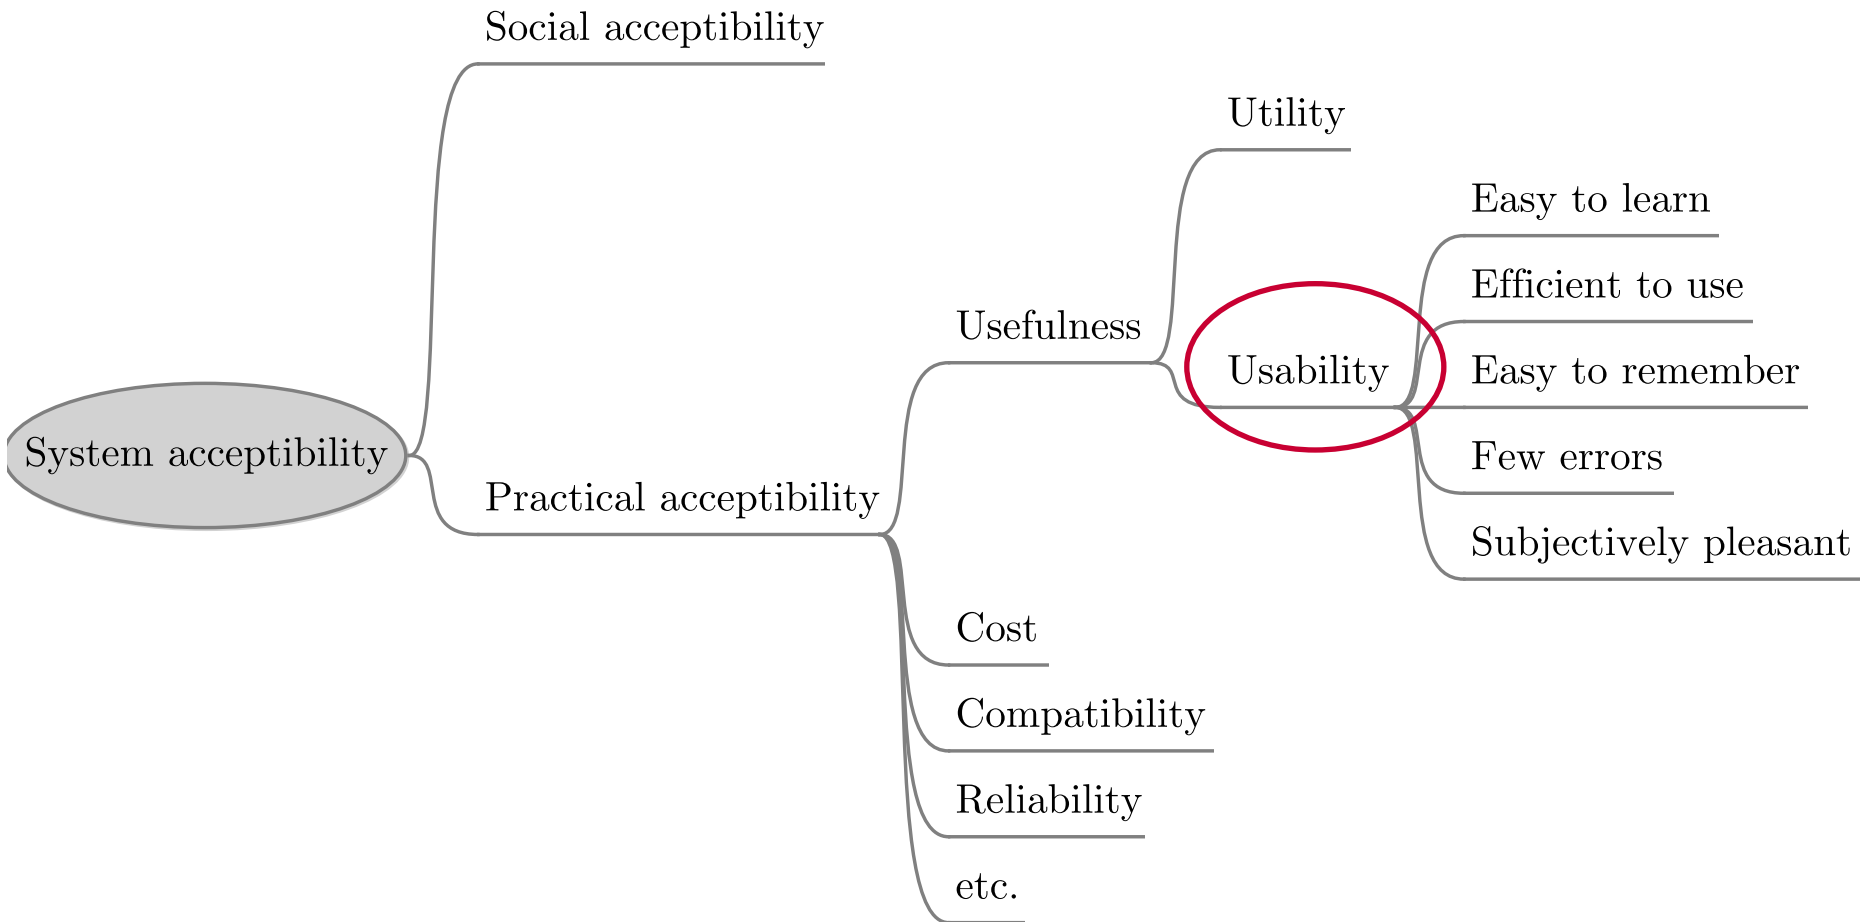 Social acceptibility
Utility
Easy to learn
Efficient to use
Usefulness
Usability
Easy to remember
System acceptibility
Few errors
Practical acceptibility
Subjectively pleasant
Cost
Compatibility
Reliability
etc.